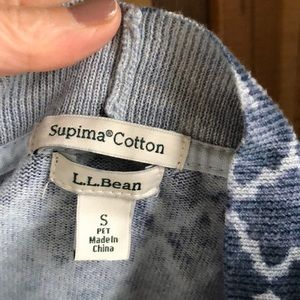 Supima®Cotton
L.L.Bean
S
PET
Made in
China